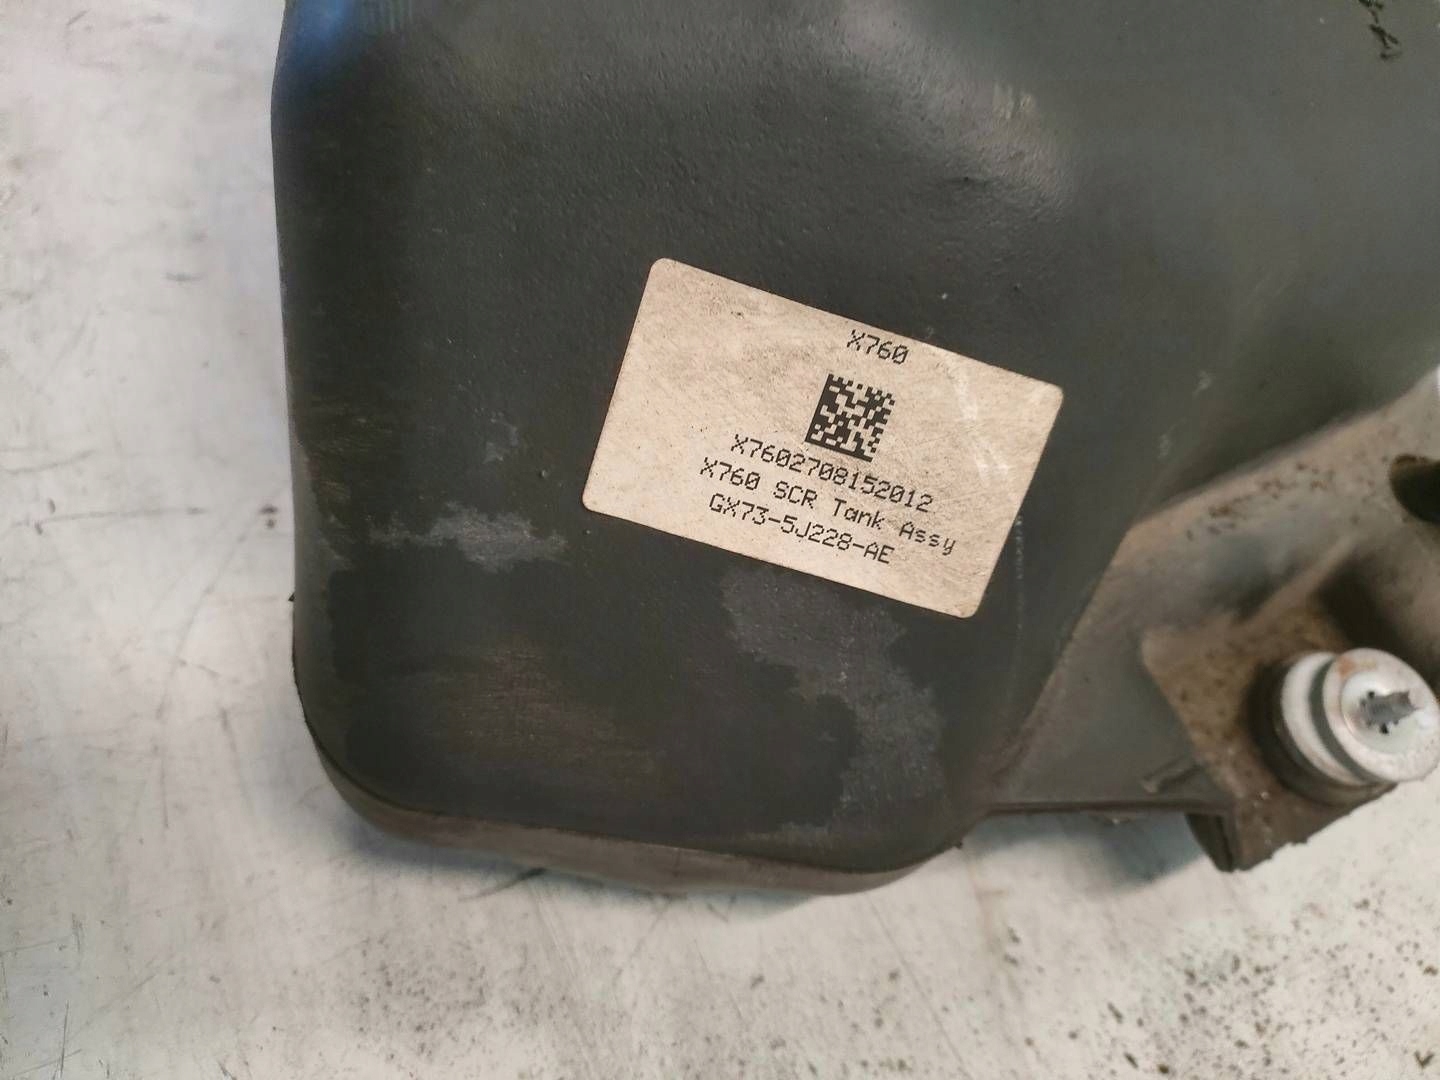 X760
X7602708152012
X760 SCR Tank Assy
GX73-5J228-AE